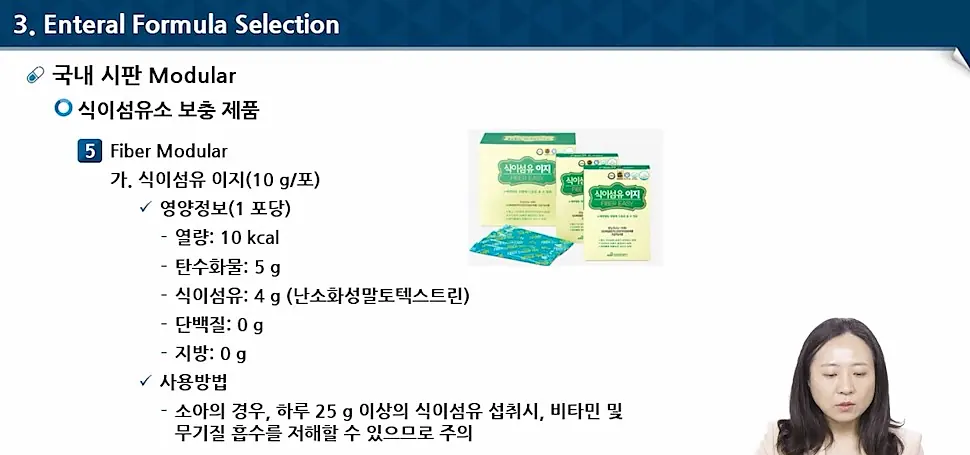 3. Enteral Formula Selection
국내 시판 Modular
식이섬유소 보충 제품
5 Fiber Modular
가. 식이섬유 이지(10 g/포)
✓ 영양정보(1 포당)
- 열량: 10 kcal
- 탄수화물: 5 g
- 식이섬유: 4 g (난소화성말토텍스트린)
- 단백질: 0 g
- 지방: 0 g
✓ 사용방법
- 소아의 경우, 하루 25 g 이상의 식이섬유 섭취시, 비타민 및
무기질 흡수를 저해할 수 있으므로 주의
식이섬유 이지
FIBER EASY
식이섬유 이지
FIBER EASY